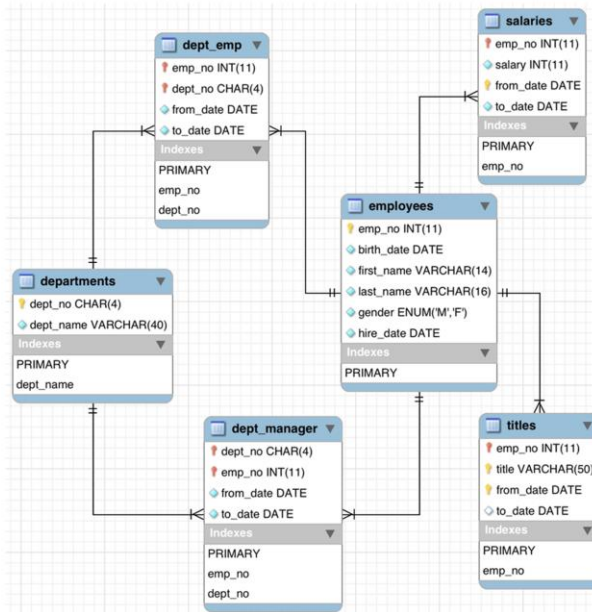 dept_emp
emp_no INT(11)
dept_no CHAR(4)
from_date DATE
to_date DATE
Indexes
PRIMARY
emp_no
dept_no
salaries
emp_no INT(11)
salary INT(11)
from_date DATE
to_date DATE
Indexes
PRIMARY
emp_no
employees
emp_no INT(11)
birth_date DATE
first_name VARCHAR(14)
last_name VARCHAR(16)
gender ENUM('M','F')
hire_date DATE
Indexes
PRIMARY
departments
dept_no CHAR(4)
dept_name VARCHAR(40)
Indexes
PRIMARY
dept_name
dept_manager
dept_no CHAR(4)
emp_no INT(11)
from_date DATE
to_date DATE
Indexes
PRIMARY
emp_no
dept_no
titles
emp_no INT(11)
title VARCHAR(50)
from_date DATE
to_date DATE
Indexes
PRIMARY
emp_no